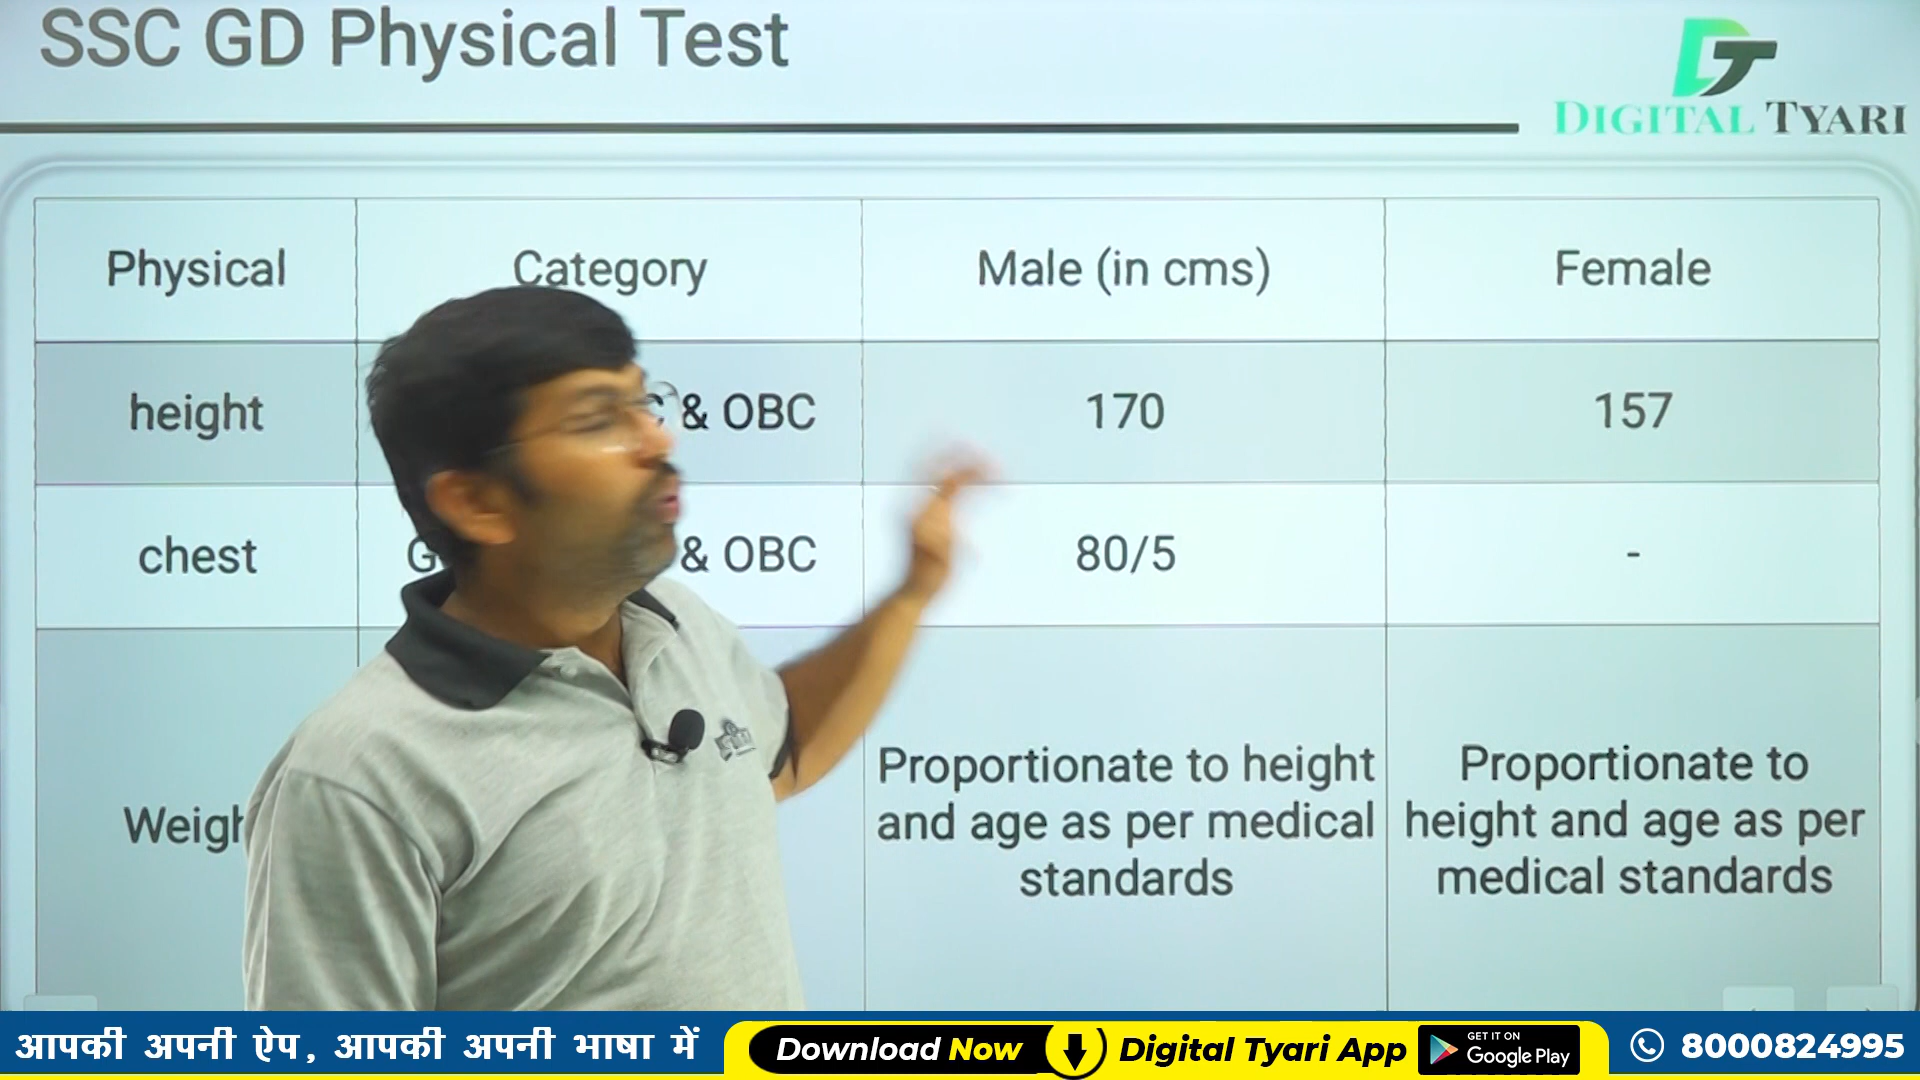 SSC GD Physical Test
DIGITAL TYARI
Physical Category Male (in cms) Female
height & OBC 170 157
chest & OBC 80/5 -
Proportionate to height and age as per medical standards
Proportionate to height and age as per medical standards
आपकी अपनी ऐप, आपकी अपनी भाषा में
Download Now
Digital Tyari App
GET IT ON
Google Play
8000824995